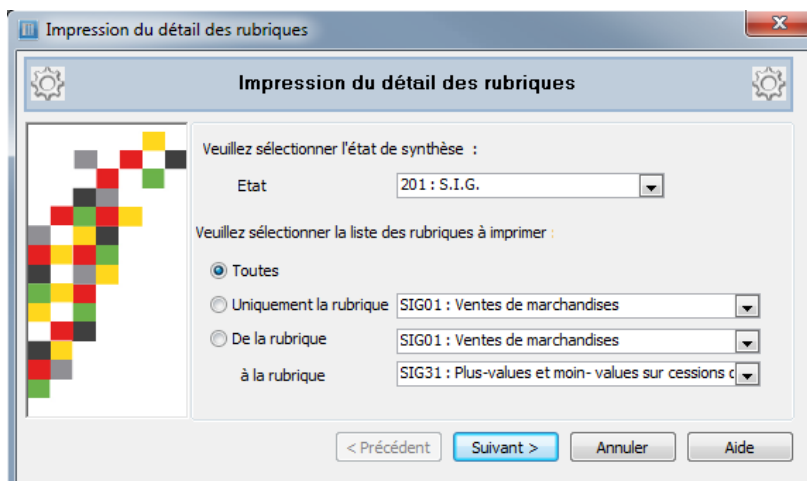 Impression du détail des rubriques
Impression du détail des rubriques
Veuillez sélectionner l'état de synthèse :
Etat 201 : S.I.G.
Veuillez sélectionner la liste des rubriques à imprimer :
Toutes
Uniquement la rubrique SIG01 : Ventes de marchandises
De la rubrique SIG01 : Ventes de marchandises
à la rubrique SIG31 : Plus-values et moin- values sur cessions
< Précédent Suivant > Annuler Aide